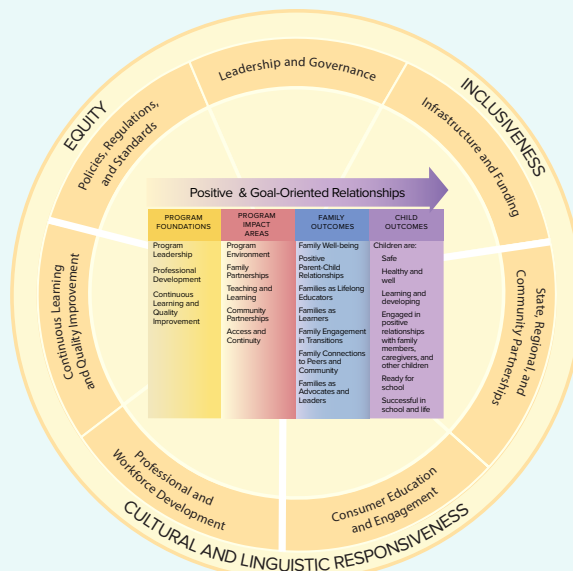 EQUITY
INCLUSIVENESS
CULTURAL AND LINGUISTIC RESPONSIVENESS
Leadership and Governance
Infrastructure and Funding
State, Regional, and
Community Partnerships
Consumer Education
and Engagement
Professional and
Workforce Development
Continuous Learning
and Quality Improvement
Policies, Regulations,
and Standards
Positive & Goal-Oriented Relationships
PROGRAM
FOUNDATIONS
Program
Leadership
Professional
Development
Continuous
Learning and
Quality
Improvement
PROGRAM
IMPACT
AREAS
Program
Environment
Family
Partnerships
Teaching and
Learning
Community
Partnerships
Access and
Continuity
FAMILY
OUTCOMES
Family Well-being
Positive
Parent-Child
Relationships
Families as Lifelong
Educators
Families as
Learners
Family Engagement
in Transitions
Family Connections
to Peers and
Community
Families as
Advocates and
Leaders
CHILD
OUTCOMES
Children are:
Safe
Healthy and
well
Learning and
developing
Engaged in
positive
relationships
with family
members,
caregivers, and
other children
Ready for
school
Successful in
school and life